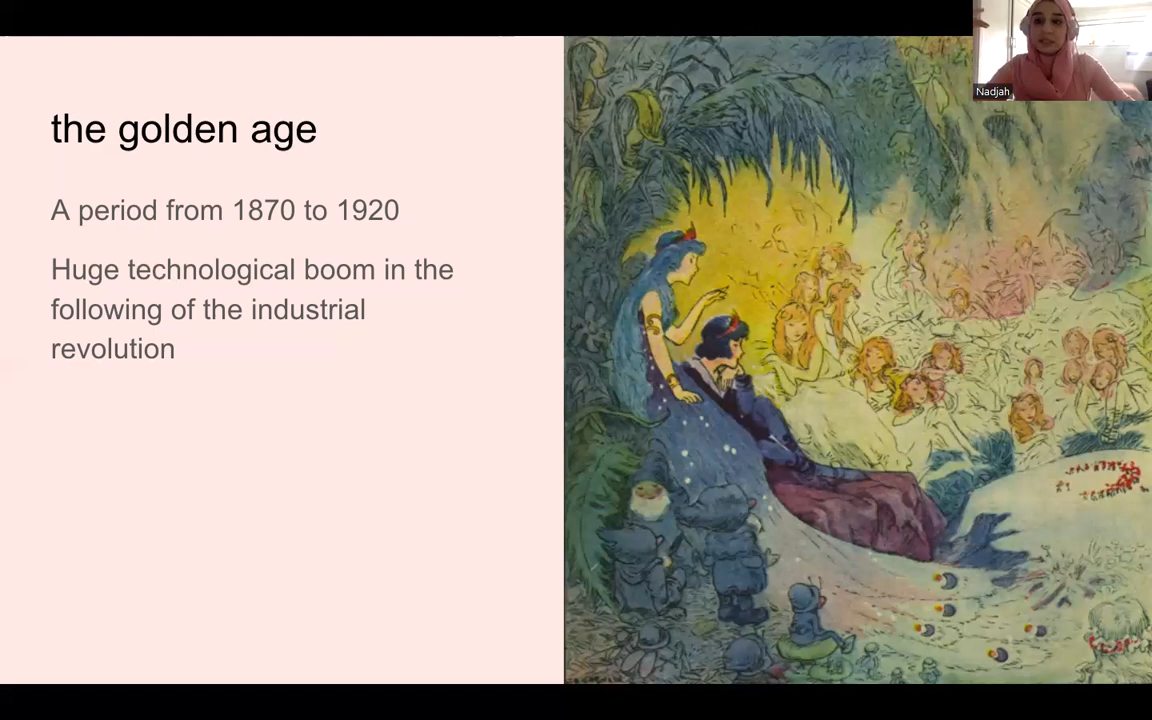 the golden age
A period from 1870 to 1920
Huge technological boom in the
following of the industrial
revolution
Nadjah